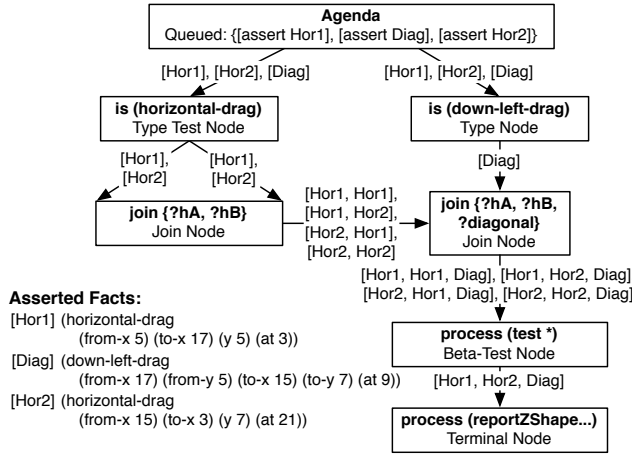 Agenda
Queued: {[assert Hor1], [assert Diag], [assert Hor2]}
[Hor1], [Hor2], [Diag]
[Hor1], [Hor2], [Diag]
is (horizontal-drag)
Type Test Node
is (down-left-drag)
Type Node
[Hor1],
[Hor2]
[Hor1],
[Hor2]
[Diag]
join {?hA, ?hB}
Join Node
[Hor1, Hor1],
[Hor1, Hor2],
[Hor2, Hor1],
[Hor2, Hor2]
join {?hA, ?hB,
?diagonal}
Join Node
[Hor1, Hor1, Diag], [Hor1, Hor2, Diag]
[Hor2, Hor1, Diag], [Hor2, Hor2, Diag]
Asserted Facts:
[Hor1] (horizontal-drag
(from-x 5) (to-x 17) (y 5) (at 3))
[Diag] (down-left-drag
(from-x 17) (from-y 5) (to-x 15) (to-y 7) (at 9))
[Hor2] (horizontal-drag
(from-x 15) (to-x 3) (y 7) (at 21))
process (test *)
Beta-Test Node
[Hor1, Hor2, Diag]
process (reportZShape...)
Terminal Node